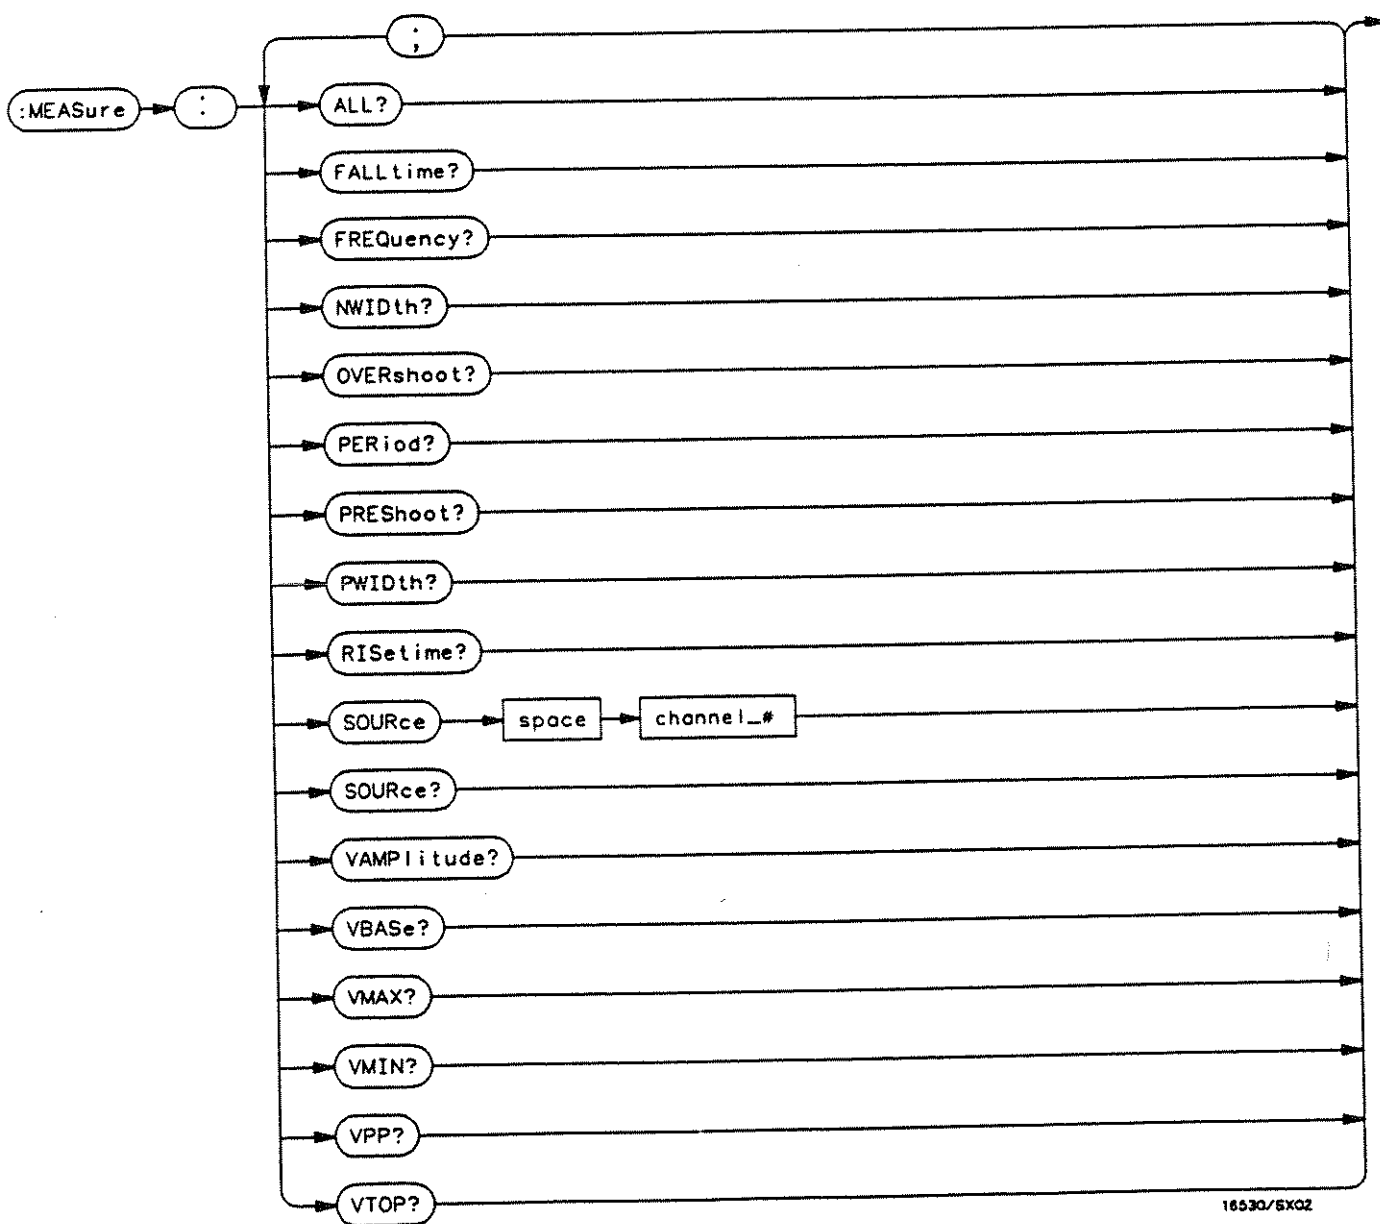 ;
:MEASure : ALL?
FALLtime?
FREQuency?
NWIDth?
OVERshoot?
PERiod?
PREShoot?
PWIDth?
RISetime?
SOURce space channel_#
SOURce?
VAMPlitude?
VBASe?
VMAX?
VMIN?
VPP?
VTOP?
16530/SX02